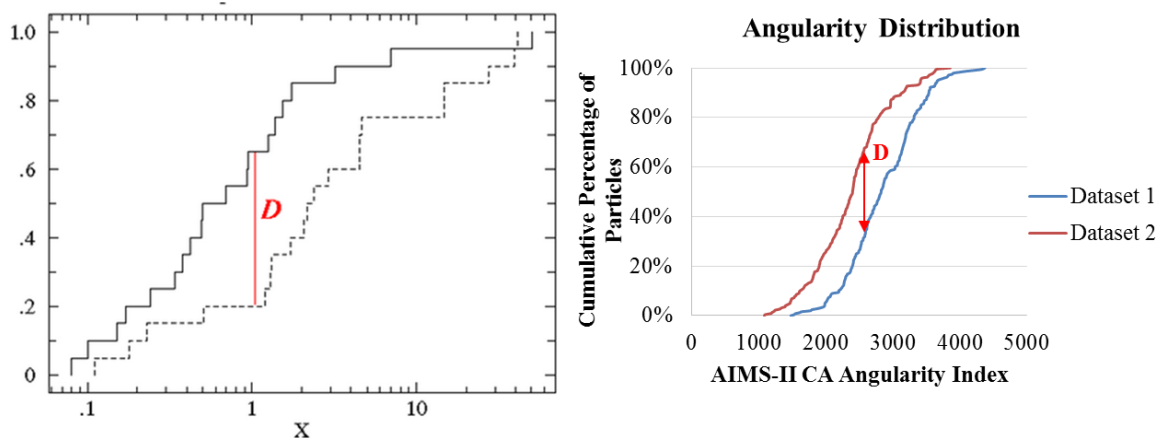 1.0
.8
.6
.4
.2
0
D
.1
1
10
X
Angularity Distribution
Cumulative Percentage of
Particles
100%
80%
60%
40%
20%
0%
D
0
1000
2000
3000
4000
5000
AIMS-II CA Angularity Index
Dataset 1
Dataset 2